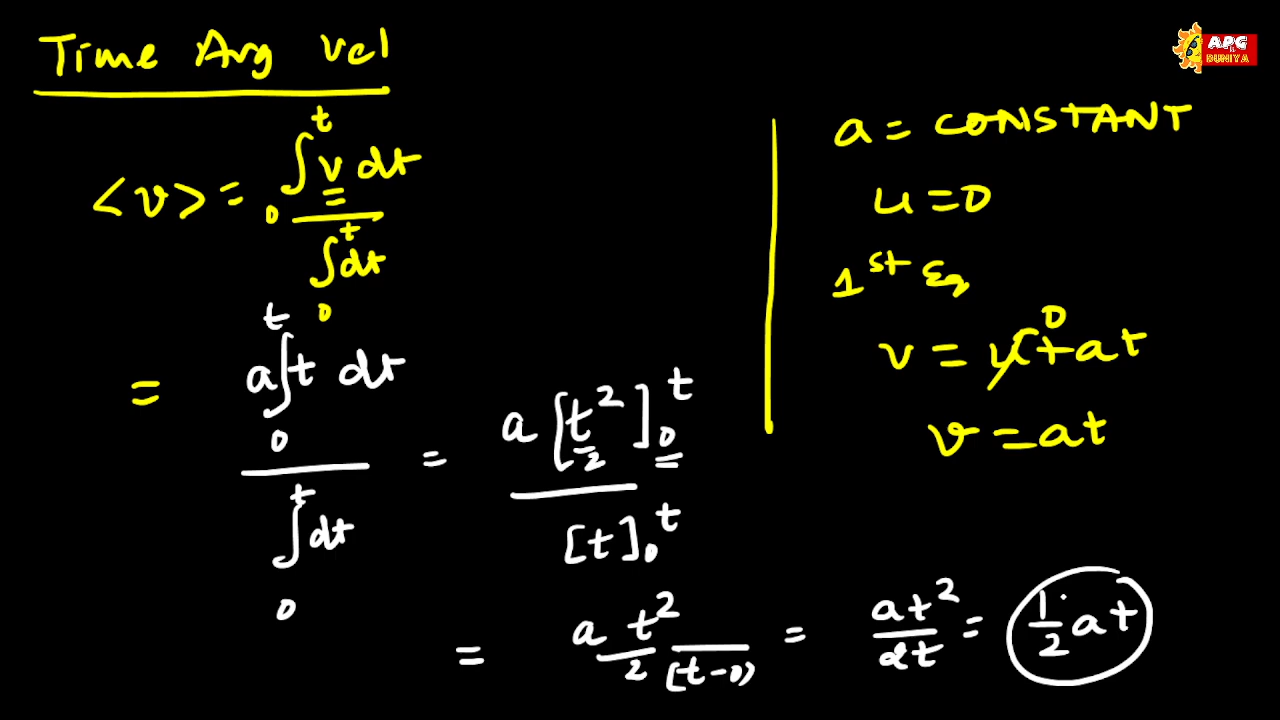 Time Avg Vel
<v> = ∫₀ᵗ v dt / ∫₀ᵗ dt
= a∫₀ᵗ t dt / ∫₀ᵗ dt = a[t²/2]₀ᵗ / [t]₀ᵗ
= a t²/2 [t-0) = at²/2t = 1/2 at
a = CONSTANT
u = 0
1st Eq
v = u + at
0
v = at
APG
DUNIYA